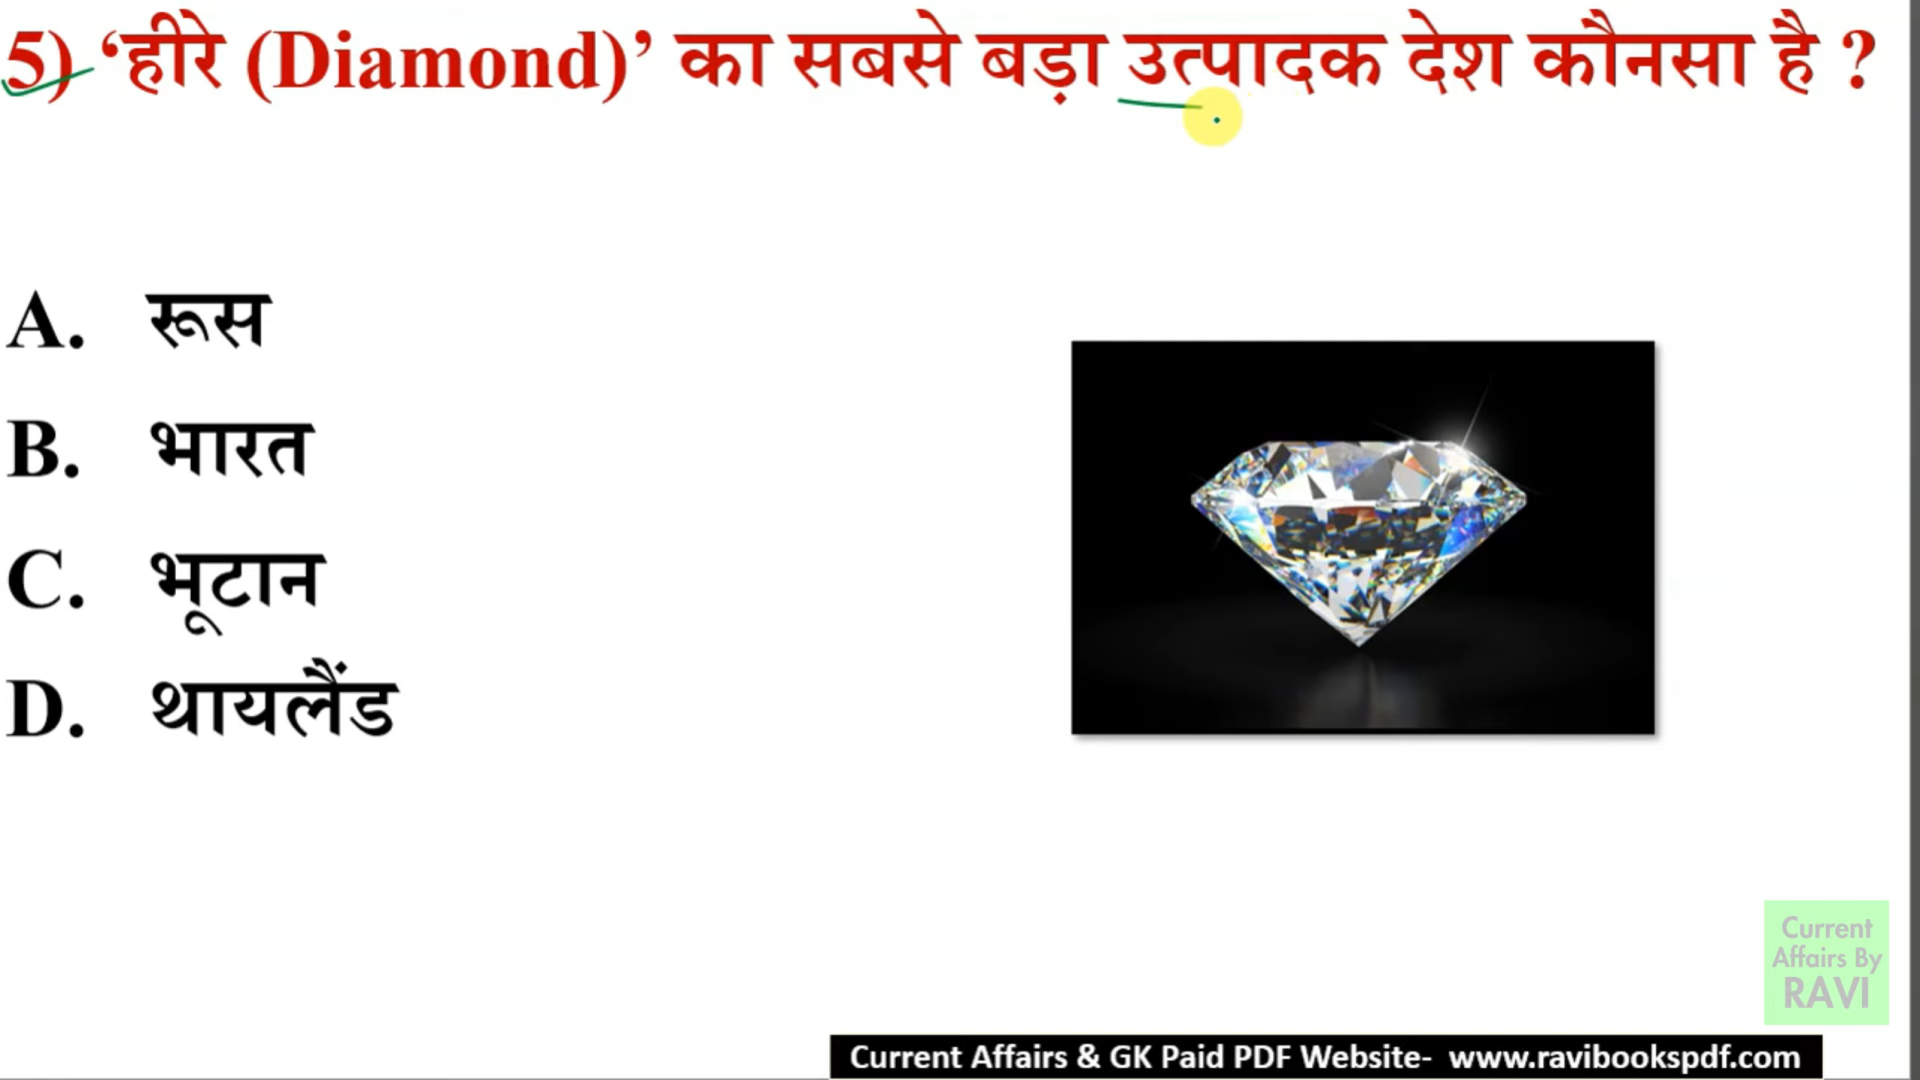 5) ‘हीरे (Diamond)’ का सबसे बड़ा उत्पादक देश कौनसा है ?
A. रूस
B. भारत
C. भूटान
D. थायलैंड
Current
Affairs By
RAVI
Current Affairs & GK Paid PDF Website- www.ravibookspdf.com